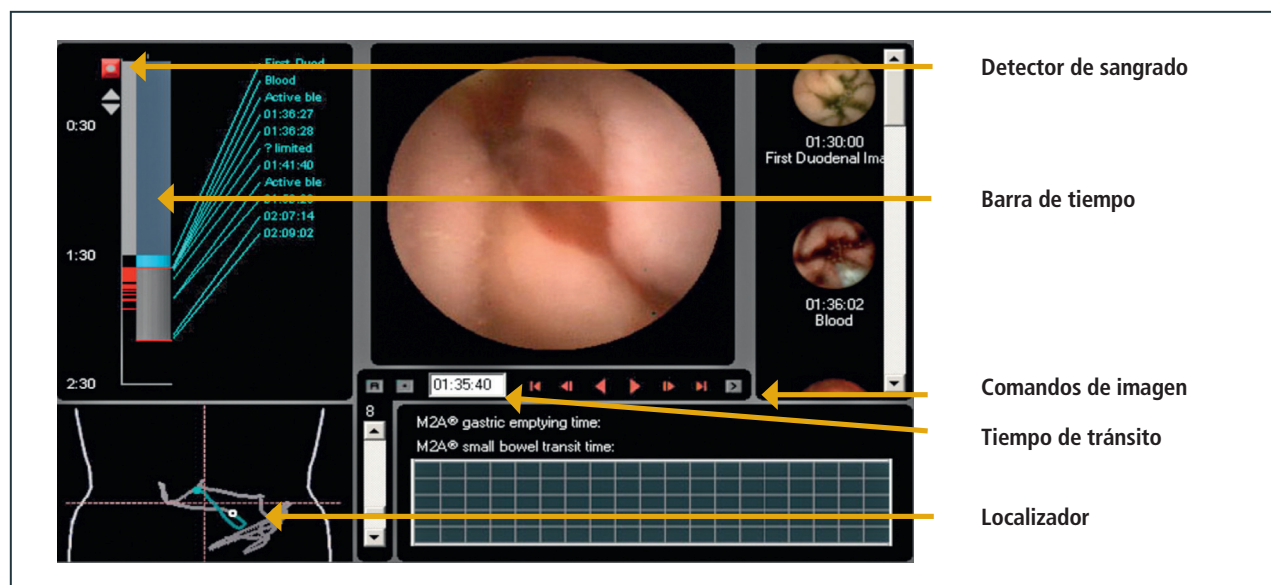 First Duod
Blood
Active ble
01:36:27
01:36:28
? limited
01:41:40
Active ble
02:07:14
02:09:02
0:30
1:30
2:30
01:30:00
First Duodenal Ima
01:36:02
Blood
01:35:40
8
M2A® gastric emptying time:
M2A® small bowel transit time:
Detector de sangrado
Barra de tiempo
Comandos de imagen
Tiempo de tránsito
Localizador